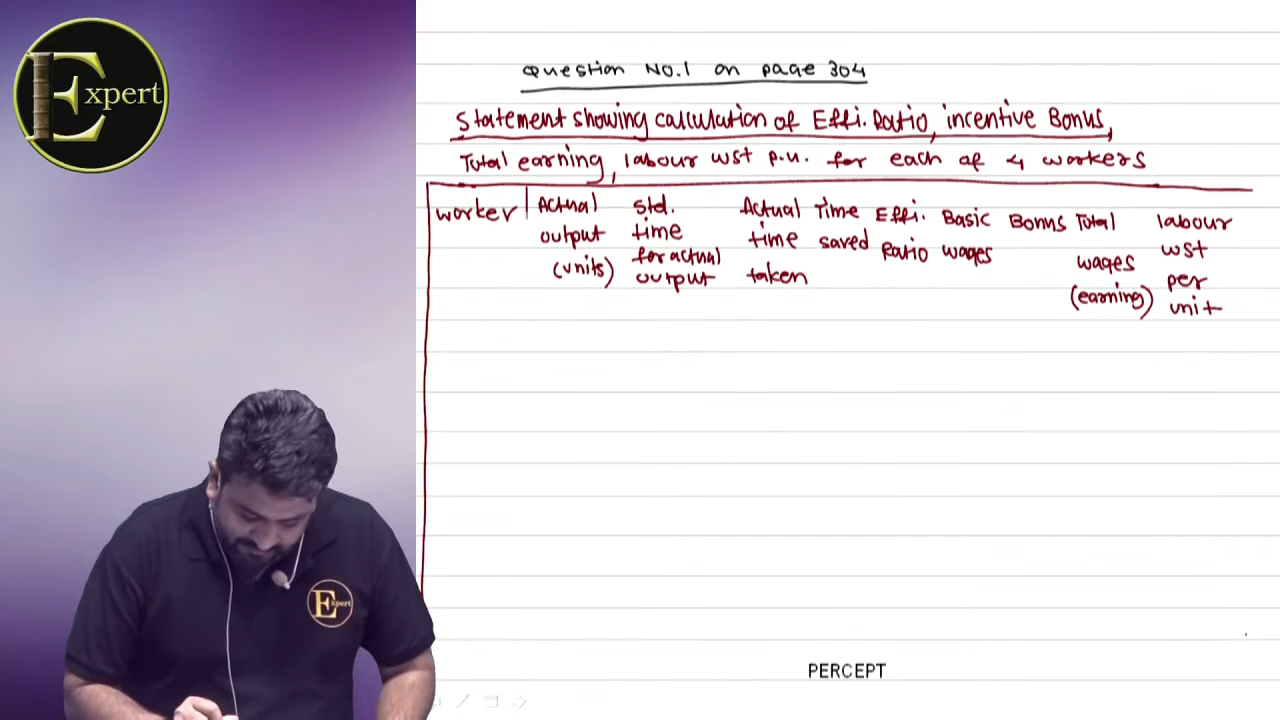 Expert
Question No.1 on page 304
Statement showing calculation of Effi. Ratio, incentive Bonus,
Total earning, labour cost p.u. for each of 4 workers
worker
Actual
output
(units)
std.
time
for actual
output
Actual
time
taken
Time
saved
Effi.
Ratio
Basic
wages
Bonus
Total
wages
(earning)
labour
cost
per
unit
Expert
PERCEPT